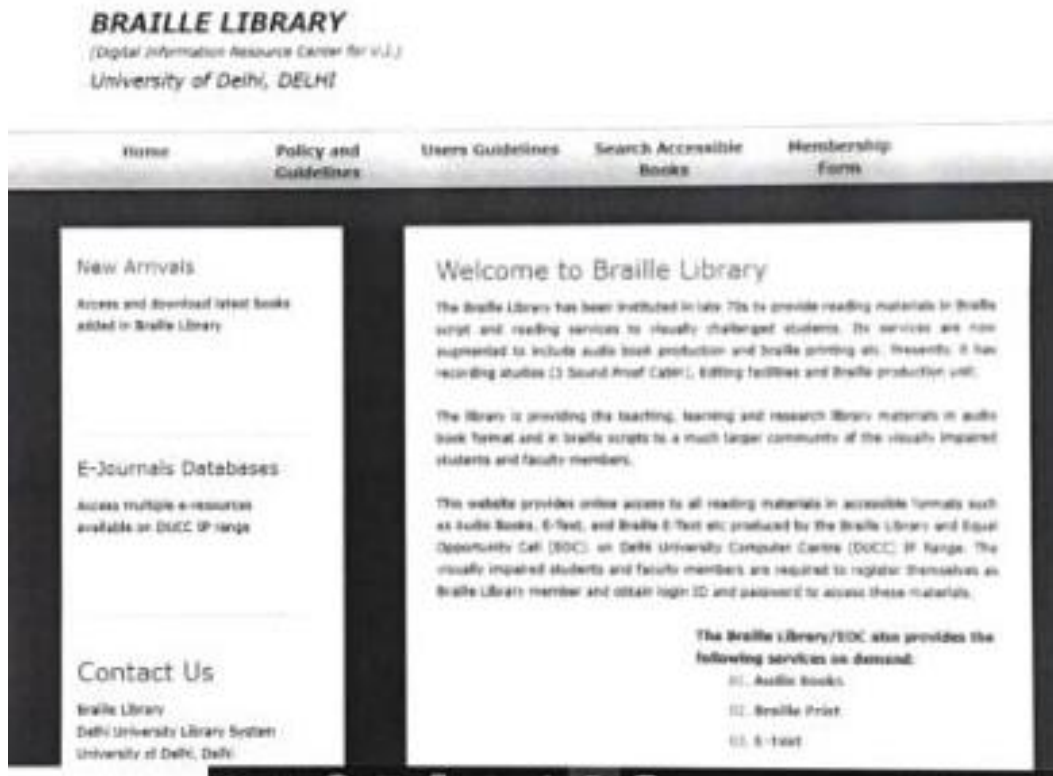 BRAILLE LIBRARY
(Digital Information Resource Center for V.I.)
University of Delhi, DELHI
Home
Policy and
Guidelines
Users Guidelines
Search Accessible
Books
Membership
Form
New Arrivals
Access and download latest books
added in Braille Library
E-Journals Databases
Access multiple e-resources
available on DUCC IP range
Contact Us
Braille Library
Delhi University Library System
University of Delhi, Delhi
Welcome to Braille Library
The Braille Library has been instituted in late 70s to provide reading materials in Braille
script and reading services to visually challenged students. Its services are now
augmented to include audio book production and braille printing etc. Presently it has
recording studios (3 Sound Proof ), Editing facilities and Braille production unit.
The library is providing the teaching, learning and research library materials in audio
book format and in braille scripts to a much larger community of the visually impaired
students and faculty members.
This website provides online access to all reading materials in accessible formats such
as Audio Books, E-Text, and Braille E-Text etc produced by the Braille Library and Equal
Opportunity Cell (EOC) on Delhi University Computer Centre (DUCC) IP Range. The
visually impaired students and faculty members are required to register themselves as
Braille Library member and obtain login ID and password to access these materials.
The Braille Library/EOC also provides the
following services on demand:
01. Audio Books
02. Braille Print
03. E-text